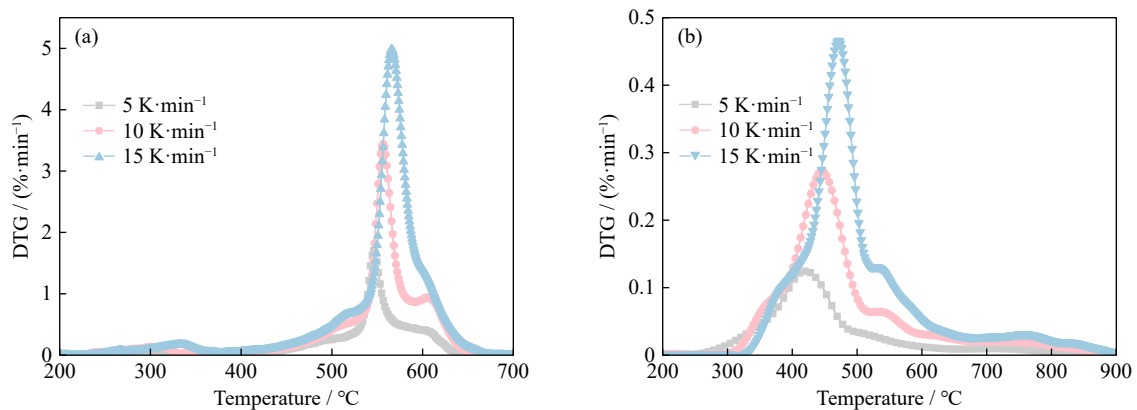 (a)
5
4
3
2
1
0
DTG / (%·min⁻¹)
5 K·min⁻¹
10 K·min⁻¹
15 K·min⁻¹
200 300 400 500 600 700
Temperature / °C
(b)
0.5
0.4
0.3
0.2
0.1
0
DTG / (%·min⁻¹)
5 K·min⁻¹
10 K·min⁻¹
15 K·min⁻¹
200 300 400 500 600 700 800 900
Temperature / °C